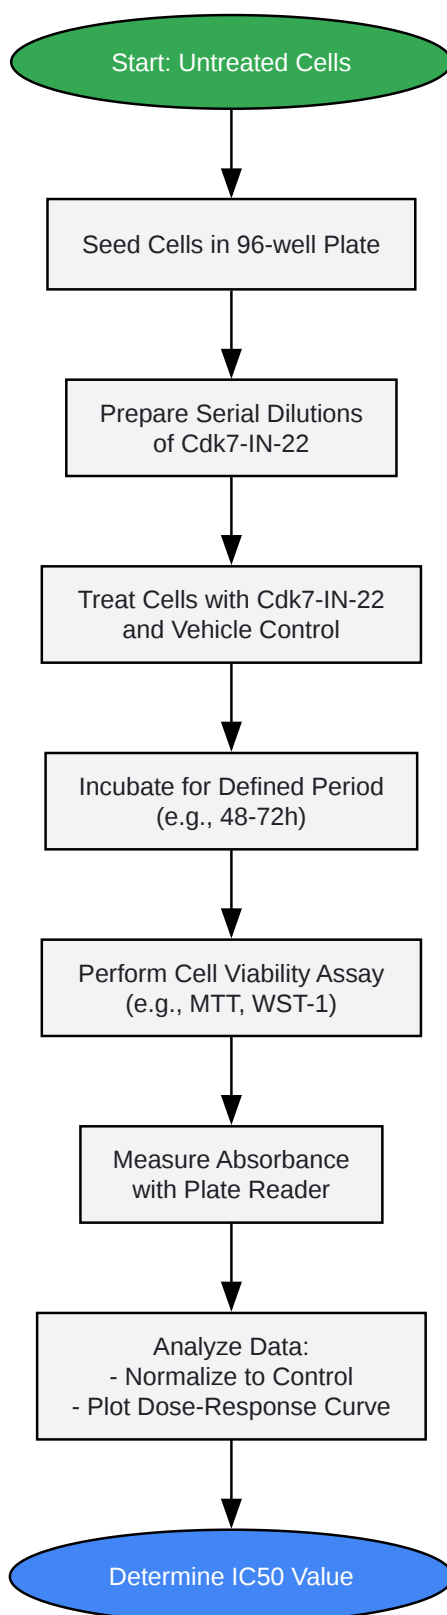 Start: Untreated Cells
Seed Cells in 96-well Plate
Prepare Serial Dilutions
of Cdk7-IN-22
Treat Cells with Cdk7-IN-22
and Vehicle Control
Incubate for Defined Period
(e.g., 48-72h)
Perform Cell Viability Assay
(e.g., MTT, WST-1)
Measure Absorbance
with Plate Reader
Analyze Data:
- Normalize to Control
- Plot Dose-Response Curve
Determine IC50 Value